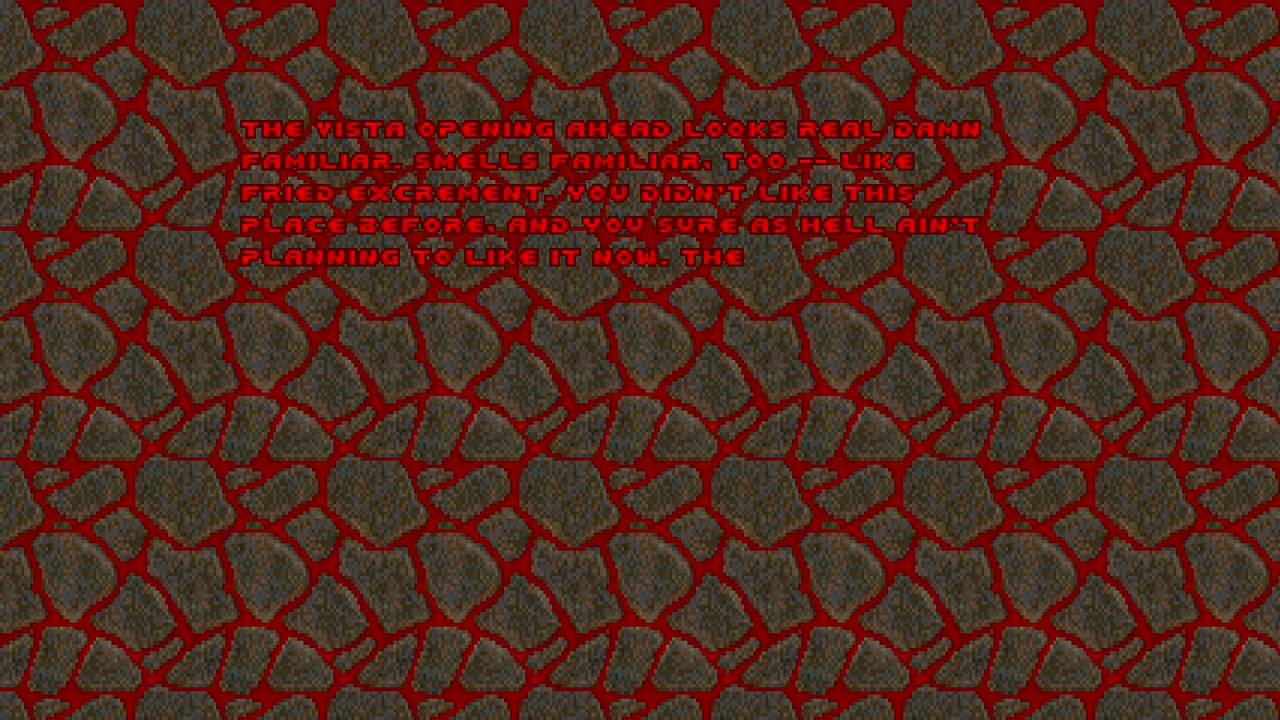 THE VISTA OPENING AHEAD LOOKS REAL DAMN
FAMILIAR. SMELLS FAMILIAR, TOO -- LIKE
FRIED EXCREMENT. YOU DIDN'T LIKE THIS
PLACE BEFORE, AND YOU SURE AS HELL AIN'T
PLANNING TO LIKE IT NOW. THE